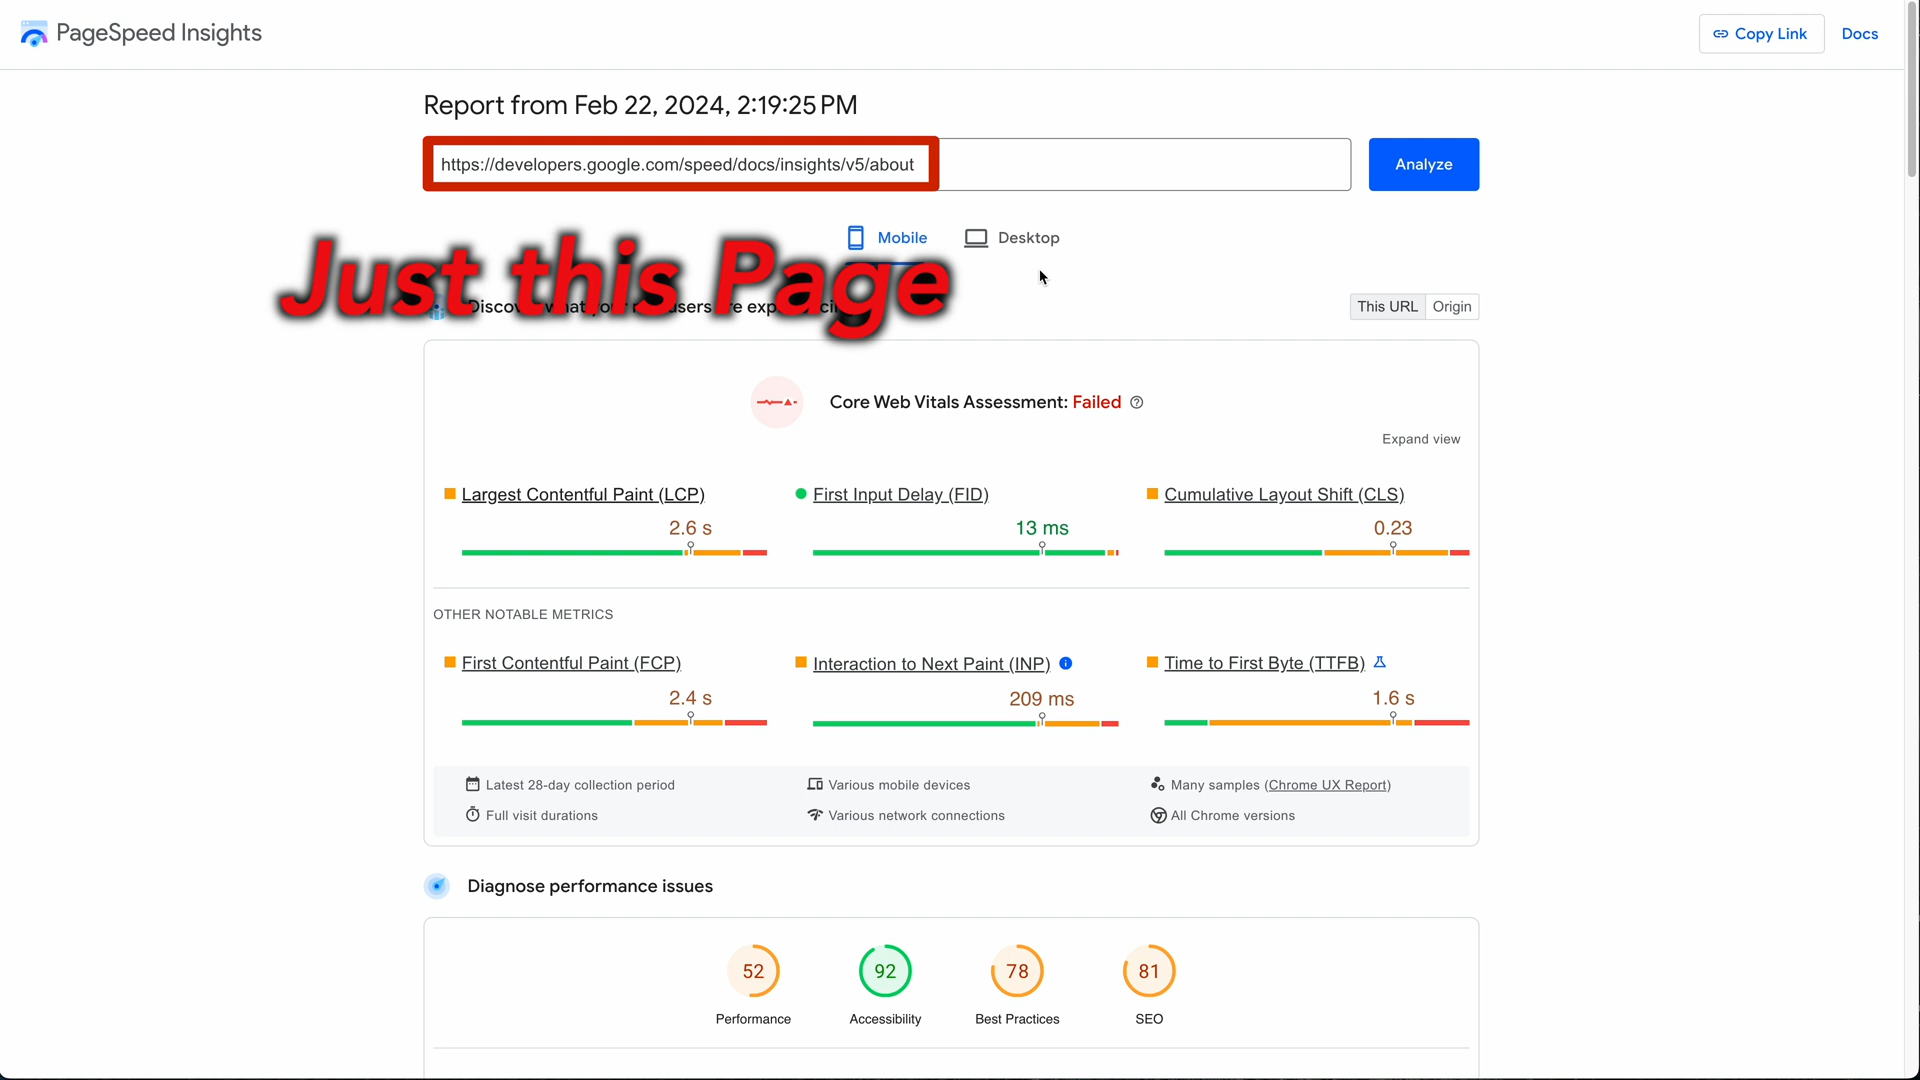 PageSpeed Insights
Copy Link
Docs
Report from Feb 22, 2024, 2:19:25 PM
https://developers.google.com/speed/docs/insights/v5/about
Analyze
Mobile
Desktop
Just this Page
This URL
Origin
Core Web Vitals Assessment: Failed
Expand view
Largest Contentful Paint (LCP)
2.6 s
First Input Delay (FID)
13 ms
Cumulative Layout Shift (CLS)
0.23
OTHER NOTABLE METRICS
First Contentful Paint (FCP)
2.4 s
Interaction to Next Paint (INP)
209 ms
Time to First Byte (TTFB)
1.6 s
Latest 28-day collection period
Various mobile devices
Many samples (Chrome UX Report)
Full visit durations
Various network connections
All Chrome versions
Diagnose performance issues
52
Performance
92
Accessibility
78
Best Practices
81
SEO